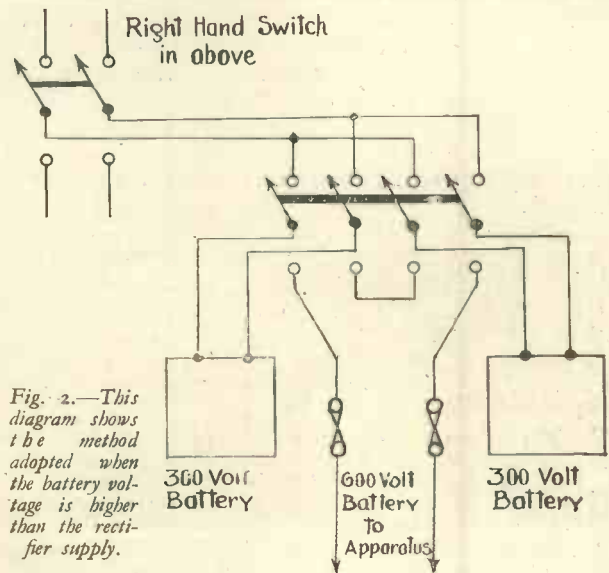 Right Hand Switch
in above
Fig. 2.—This
diagram shows
the method
adopted when
the battery vol-
tage is higher
than the recti-
fier supply.
300 Volt
Battery
600 Volt
Battery
to
Apparatus
300 Volt
Battery